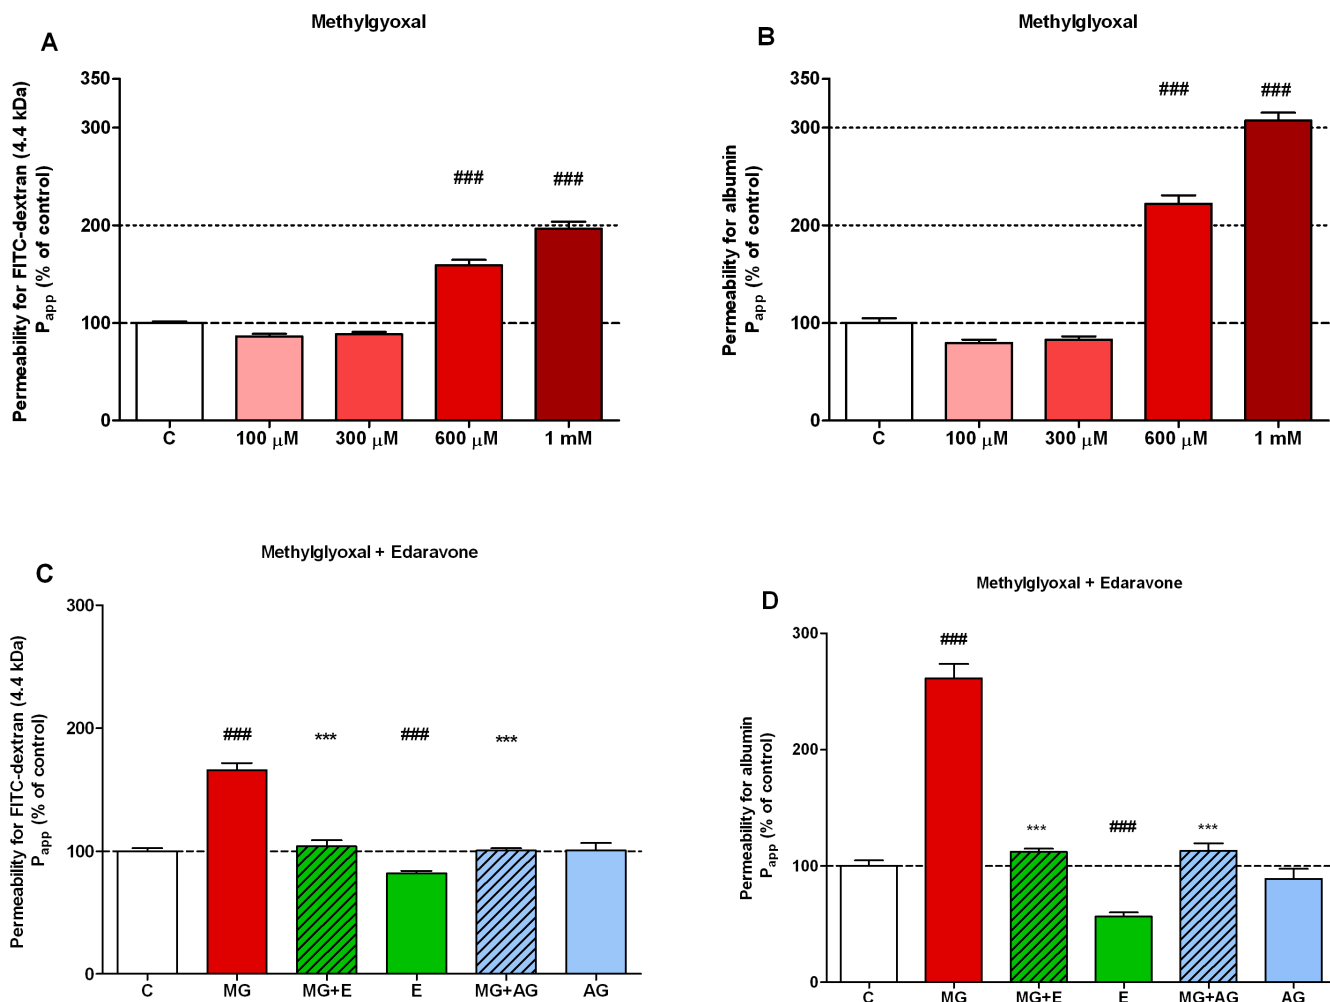 Methylgyoxal
A
Permeability for FITC-dextran (4.4 kDa)
Papp (% of control)
350
300
200
100
0
###
###
C
100 µM
300 µM
600 µM
1 mM
Methylglyoxal
B
Permeability for albumin
Papp (% of control)
350
300
200
100
0
###
###
C
100 µM
300 µM
600 µM
1 mM
Methylglyoxal + Edaravone
C
Permeability for FITC-dextran (4.4 kDa)
Papp (% of control)
300
200
100
0
###
***
###
***
C
MG
MG+E
E
MG+AG
AG
Methylglyoxal + Edaravone
D
Permeability for albumin
Papp (% of control)
300
200
100
0
###
***
###
***
C
MG
MG+E
E
MG+AG
AG